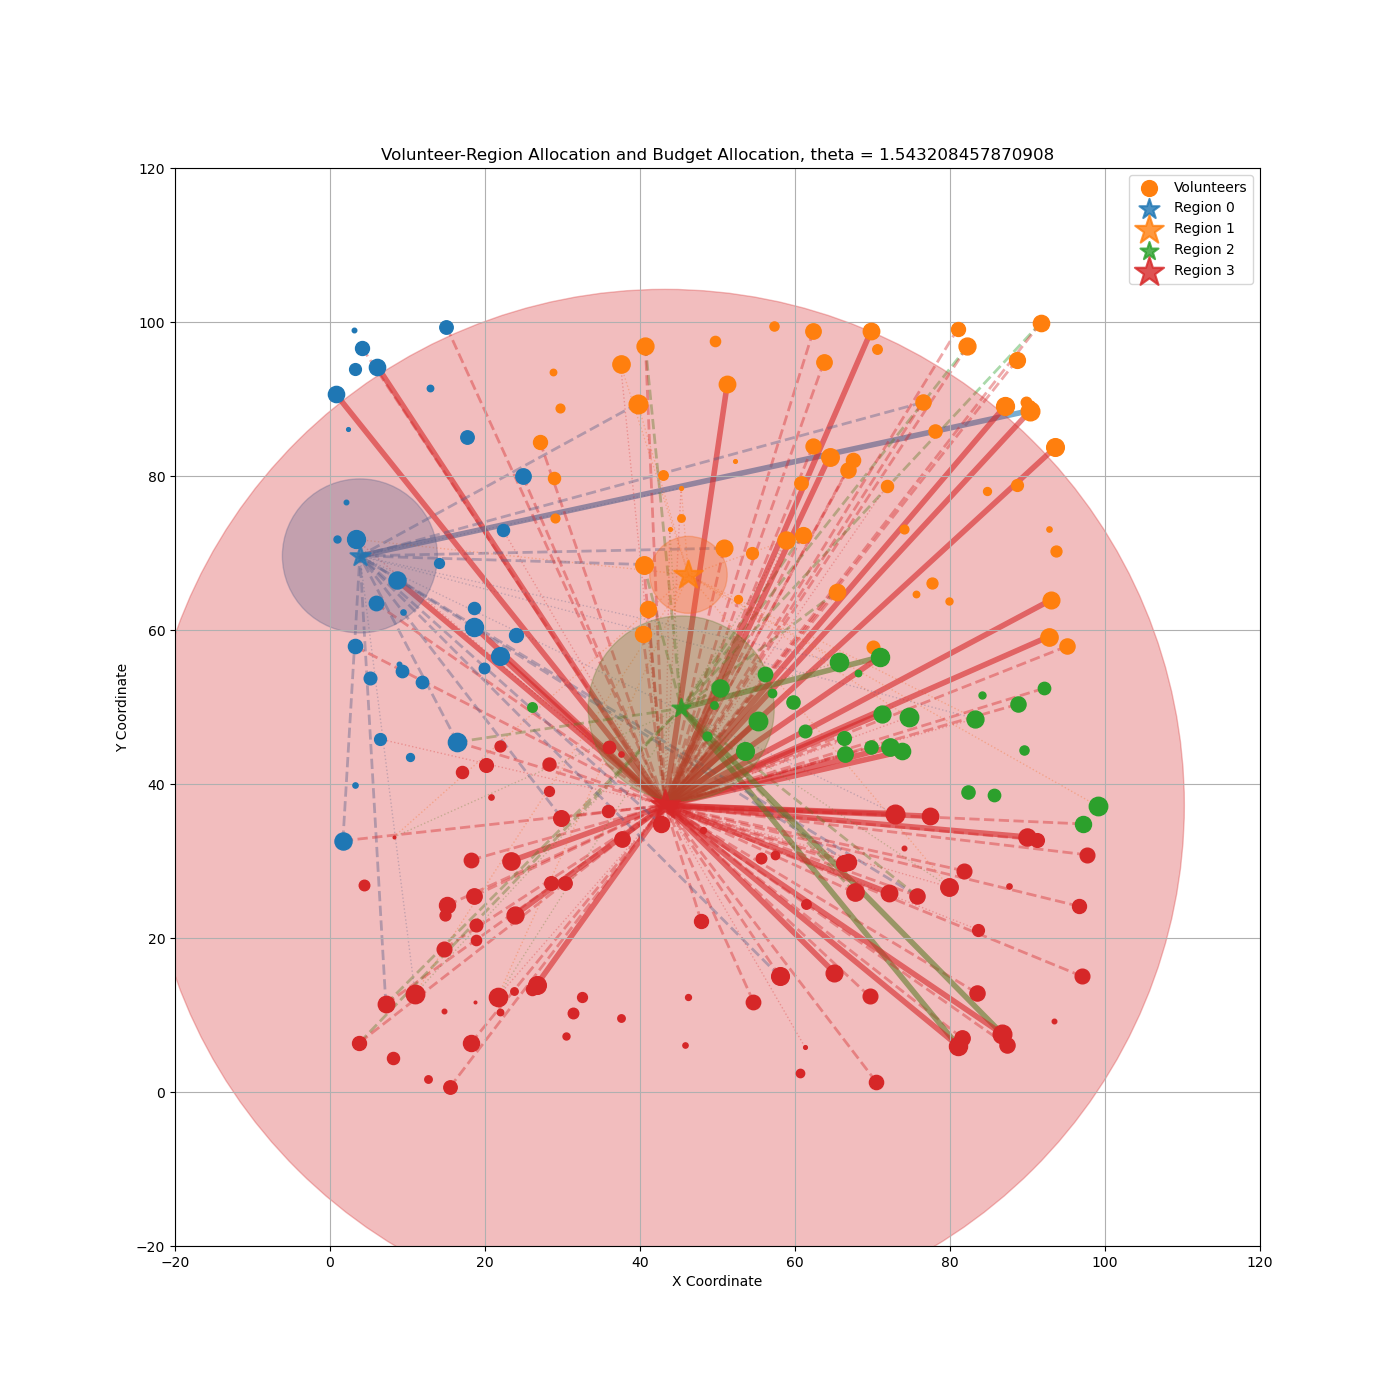 Volunteer-Region Allocation and Budget Allocation, theta = 1.543208457870908
Volunteers
Region 0
Region 1
Region 2
Region 3
120
100
80
60
40
20
0
−20
Y Coordinate
−20
0
20
40
60
80
100
120
X Coordinate